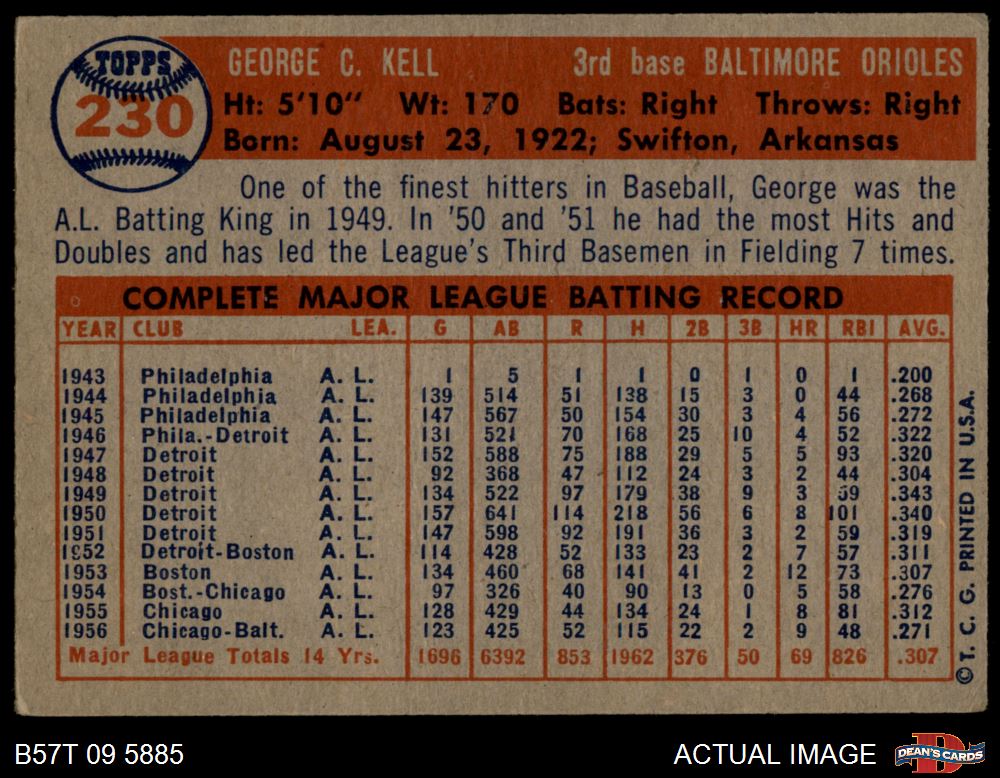 TOPPS
230
GEORGE C. KELL 3rd base BALTIMORE ORIOLES
Ht: 5'10" Wt: 170 Bats: Right Throws: Right
Born: August 23, 1922; Swifton, Arkansas
One of the finest hitters in Baseball, George was the
A.L. Batting King in 1949. In '50 and '51 he had the most Hits and
Doubles and has led the League's Third Basemen in Fielding 7 times.
COMPLETE MAJOR LEAGUE BATTING RECORD
YEAR CLUB LEA. G AB R H 2B 3B HR RBI AVG.
1943 Philadelphia A. L. 1 5 1 1 0 1 0 1 .200
1944 Philadelphia A. L. 139 514 51 138 15 3 0 44 .268
1945 Philadelphia A. L. 147 567 50 154 30 3 4 56 .272
1946 Phila.-Detroit A. L. 131 521 70 168 25 10 4 52 .322
1947 Detroit A. L. 152 588 75 188 29 5 5 93 .320
1948 Detroit A. L. 92 368 47 112 24 3 2 44 .304
1949 Detroit A. L. 134 522 97 179 38 9 3 59 .343
1950 Detroit A. L. 157 641 114 218 56 6 8 101 .340
1951 Detroit A. L. 147 598 92 191 36 3 2 59 .319
1952 Detroit-Boston A. L. 114 428 52 133 23 2 7 57 .311
1953 Boston A. L. 134 460 68 141 41 2 12 73 .307
1954 Bost.-Chicago A. L. 97 326 40 90 13 0 5 58 .276
1955 Chicago A. L. 128 429 44 134 24 1 8 81 .312
1956 Chicago-Balt. A. L. 123 425 52 115 22 2 9 48 .271
Major League Totals 14 Yrs. 1696 6392 853 1962 376 50 69 826 .307
©T. C. G. PRINTED IN U.S.A.
B57T 09 5885 ACTUAL IMAGE
DEAN'S CARDS